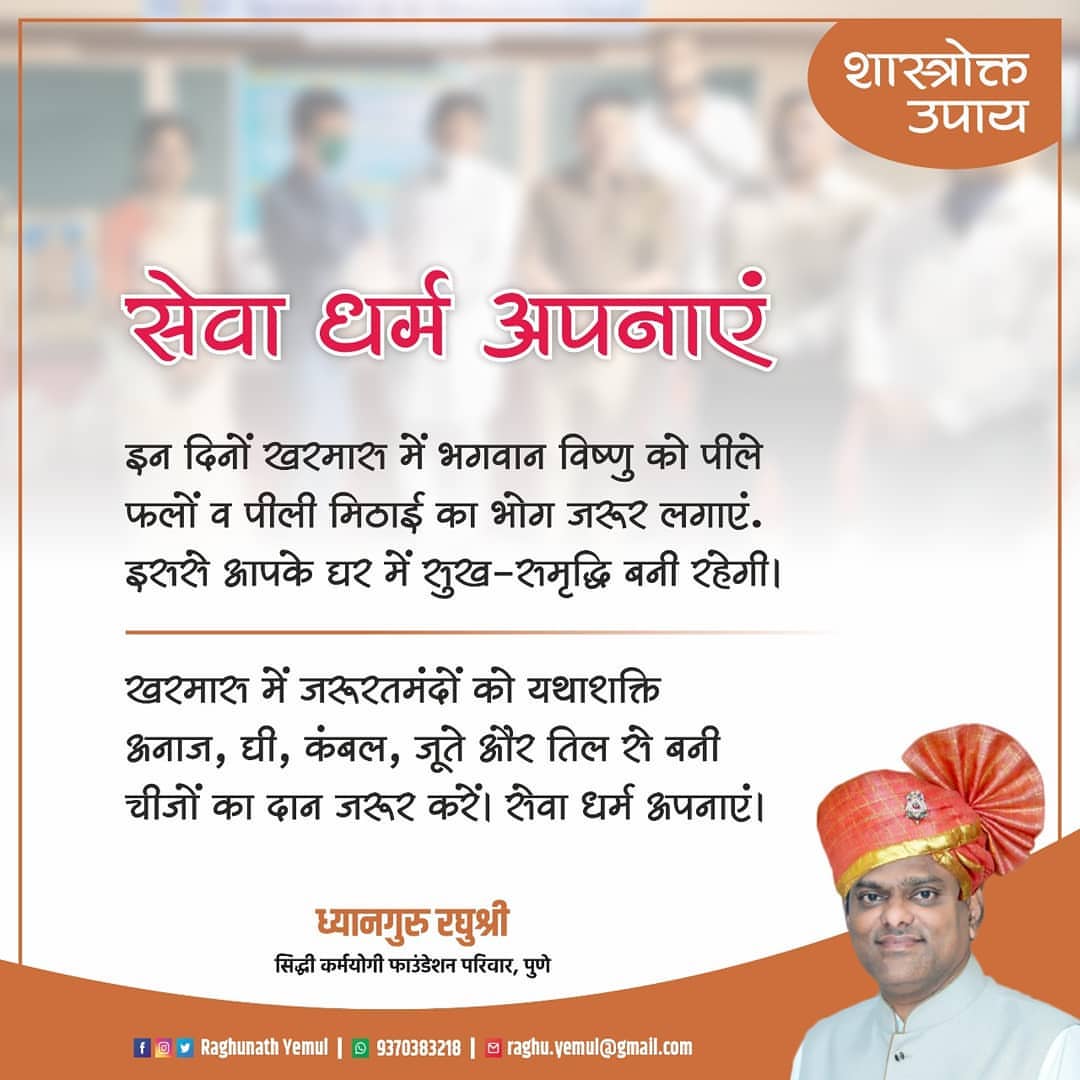 शास्त्रोक्त
उपाय
सेवा धर्म अपनाएं
इन दिनों खरमास में भगवान विष्णु को पीले
फलों व पीली मिठाई का भोग जरूर लगाएं.
इससे आपके घर में सुख-समृद्धि बनी रहेगी।
खरमास में जरूरतमंदों को यथाशक्ति
अनाज, घी, कंबल, जूते और तिल से बनी
चीजों का दान जरूर करें। सेवा धर्म अपनाएं।
ध्यानगुरु रघुश्री
सिद्धी कर्मयोगी फाउंडेशन परिवार, पुणे
Raghunath Yemul | 9370383218 | raghu.yemul@gmail.com